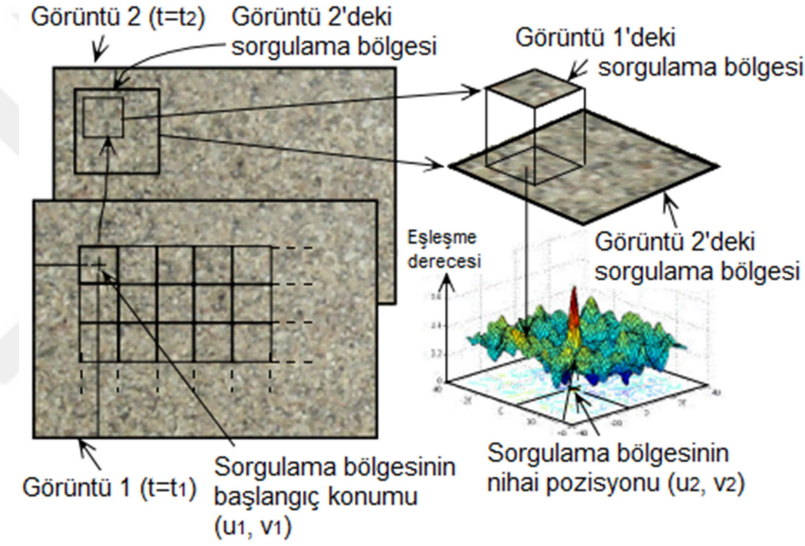 Görüntü 2 (t=t2)
Görüntü 2'deki
sorgulama bölgesi
Görüntü 1'deki
sorgulama bölgesi
Eşleşme
derecesi
Görüntü 2'deki
sorgulama bölgesi
Görüntü 1 (t=t1)
Sorgulama bölgesinin
başlangıç konumu
(u1, v1)
Sorgulama bölgesinin
nihai pozisyonu (u2, v2)